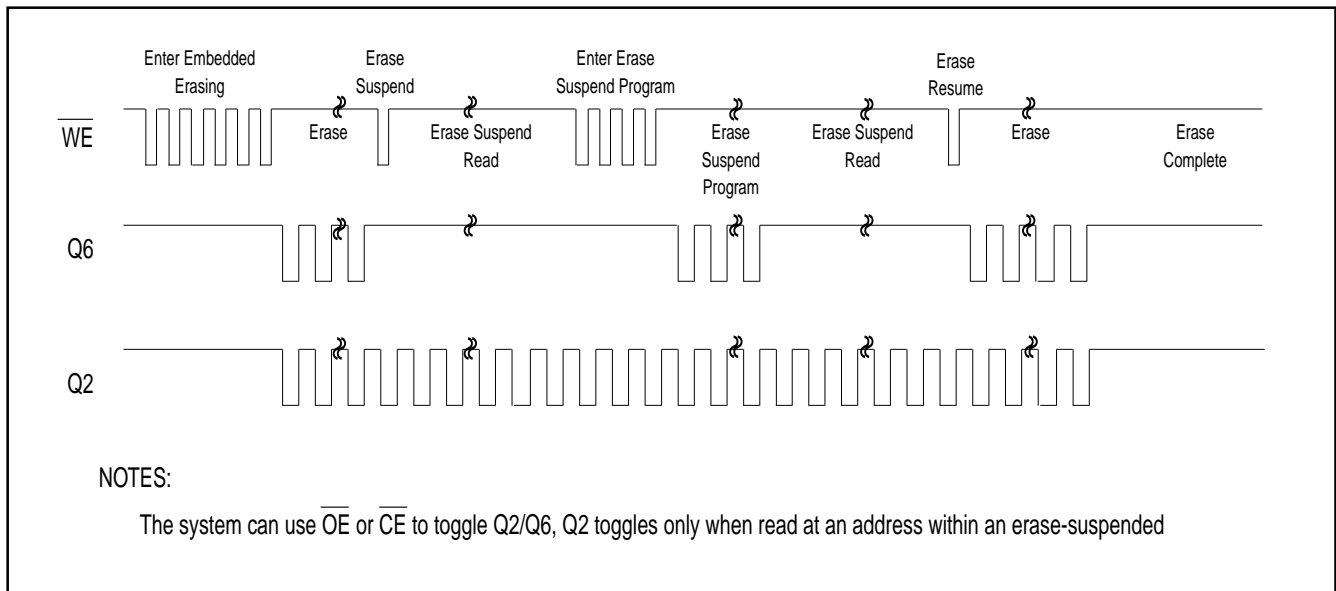 Enter Embedded
Erasing
Erase
Suspend
Enter Erase
Suspend Program
Erase
Resume
WE
Erase
Erase Suspend
Read
Erase
Suspend
Program
Erase Suspend
Read
Erase
Erase
Complete
Q6
Q2
NOTES:
The system can use OE or CE to toggle Q2/Q6, Q2 toggles only when read at an address within an erase-suspended